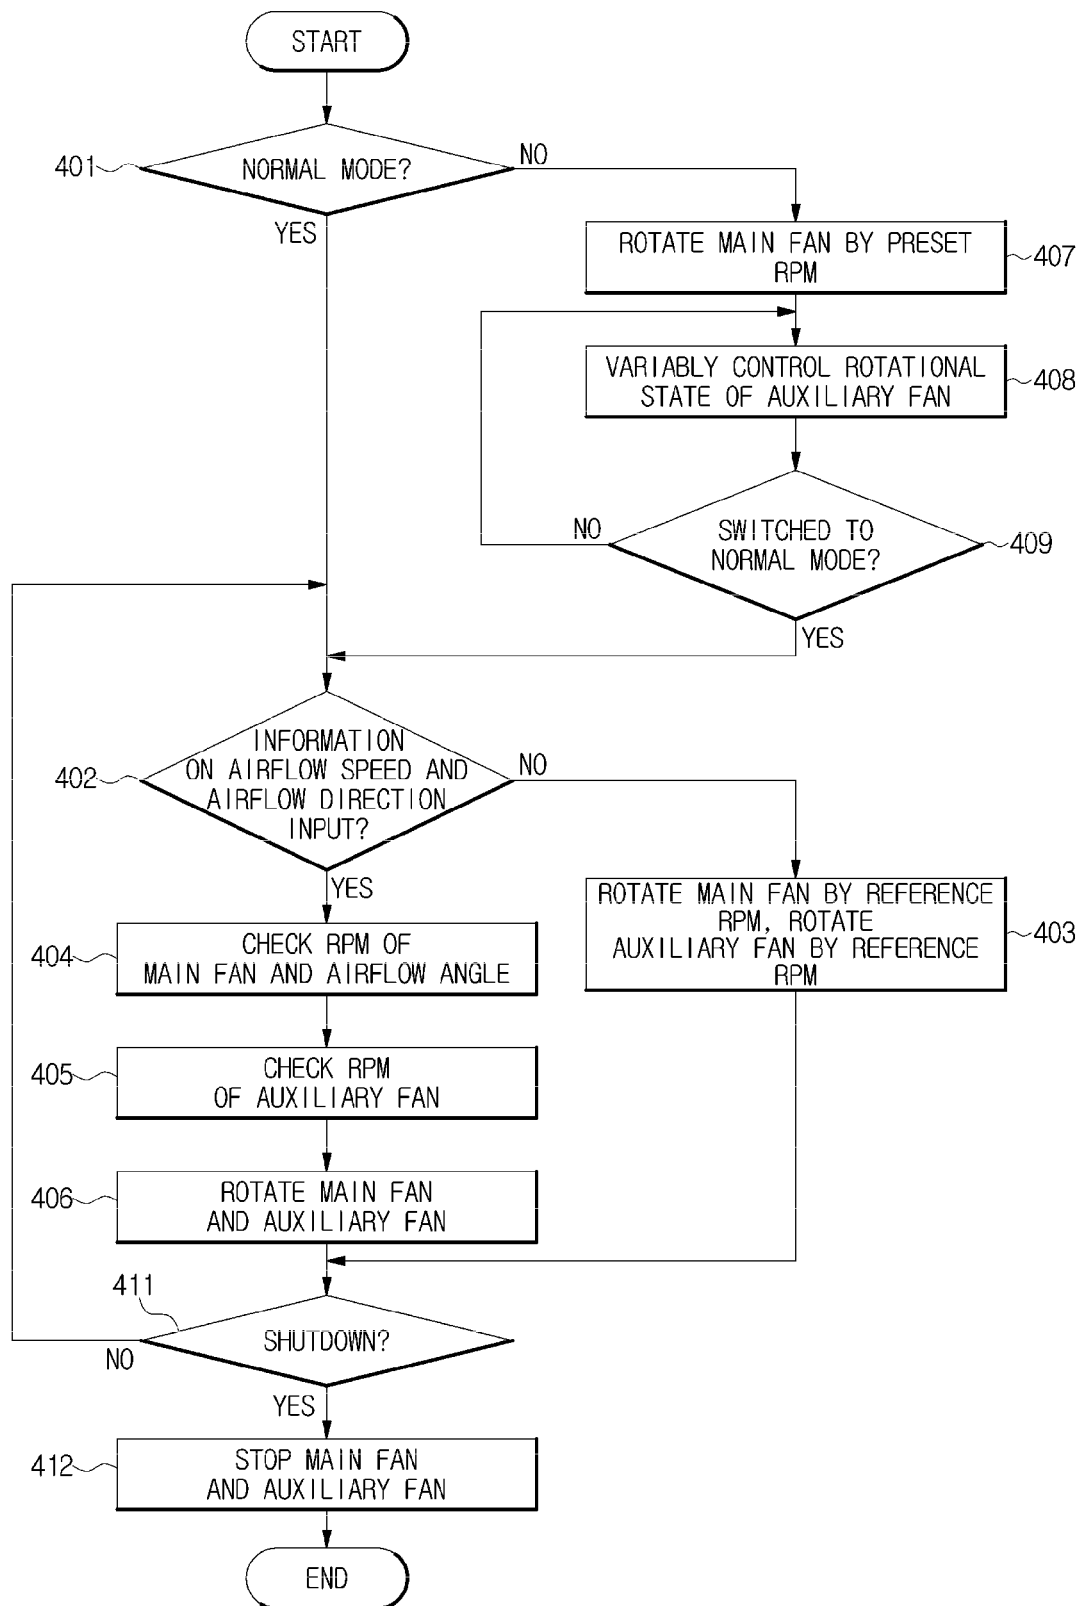 START
401
NORMAL MODE?
NO
YES
ROTATE MAIN FAN BY PRESET
RPM
407
VARIABLY CONTROL ROTATIONAL
STATE OF AUXILIARY FAN
408
SWITCHED TO
NORMAL MODE?
409
NO
YES
402
INFORMATION
ON AIRFLOW SPEED AND
AIRFLOW DIRECTION
INPUT?
NO
YES
ROTATE MAIN FAN BY REFERENCE
RPM, ROTATE
AUXILIARY FAN BY REFERENCE
RPM
403
404
CHECK RPM OF
MAIN FAN AND AIRFLOW ANGLE
405
CHECK RPM
OF AUXILIARY FAN
406
ROTATE MAIN FAN
AND AUXILIARY FAN
411
SHUTDOWN?
NO
YES
412
STOP MAIN FAN
AND AUXILIARY FAN
END